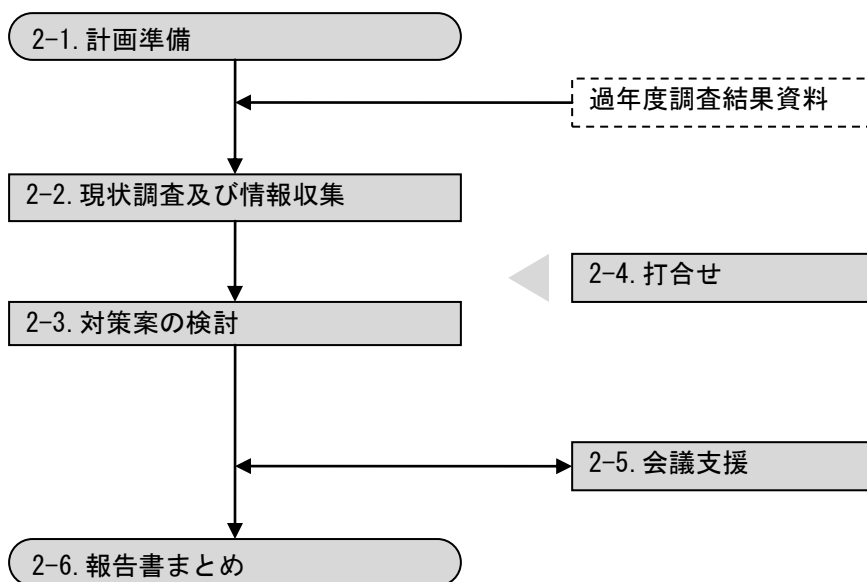 2-1.計画準備
過年度調査結果資料
2-2.現状調査及び情報収集
2-4.打合せ
2-3.対策案の検討
2-5.会議支援
2-6.報告書まとめ